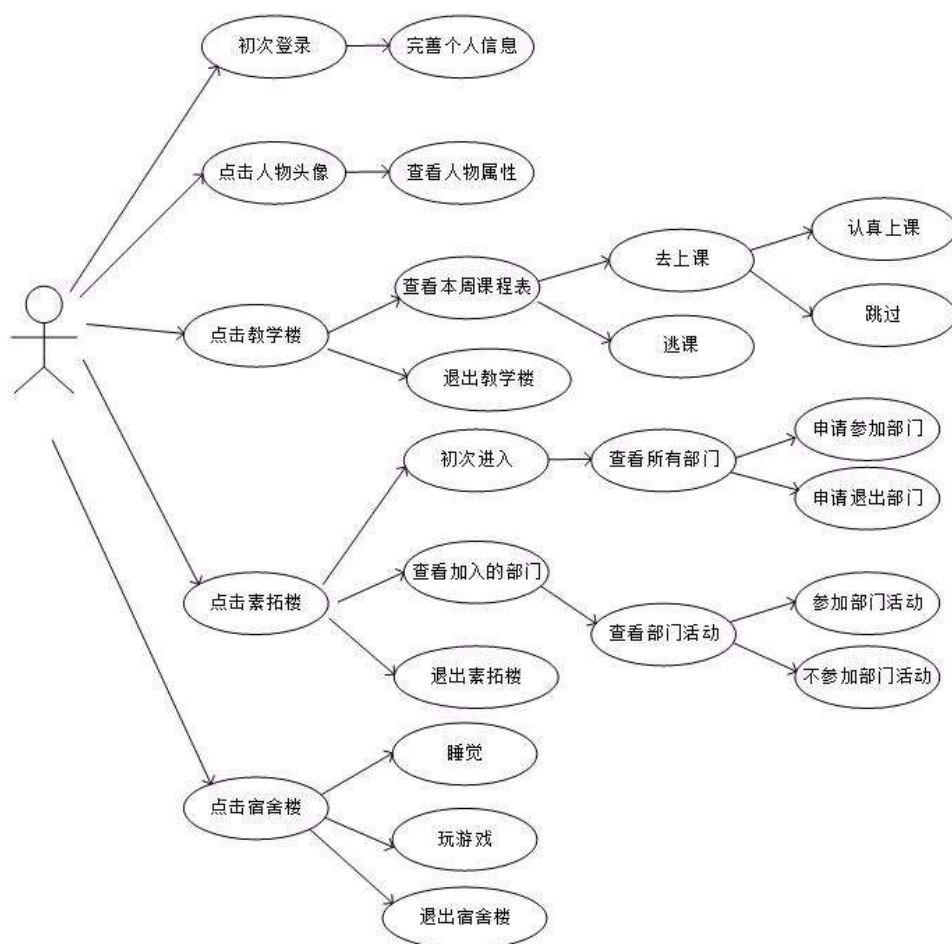 初次登录
完善个人信息
点击人物头像
查看人物属性
点击教学楼
查看本周课程表
去上课
认真上课
跳过
逃课
退出教学楼
点击素拓楼
初次进入
查看所有部门
申请参加部门
申请退出部门
查看加入的部门
查看部门活动
参加部门活动
不参加部门活动
退出素拓楼
点击宿舍楼
睡觉
玩游戏
退出宿舍楼